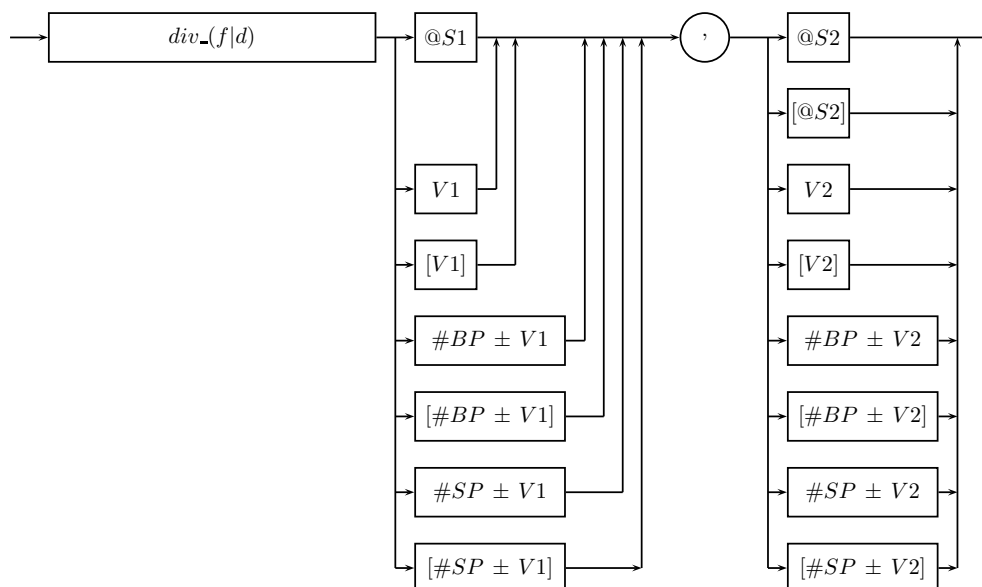 div_(f|d) @S1 , @S2
[@S2]
V1 V2
[V1] [V2]
#BP ± V1 #BP ± V2
[#BP ± V1] [#BP ± V2]
#SP ± V1 #SP ± V2
[#SP ± V1] [#SP ± V2]